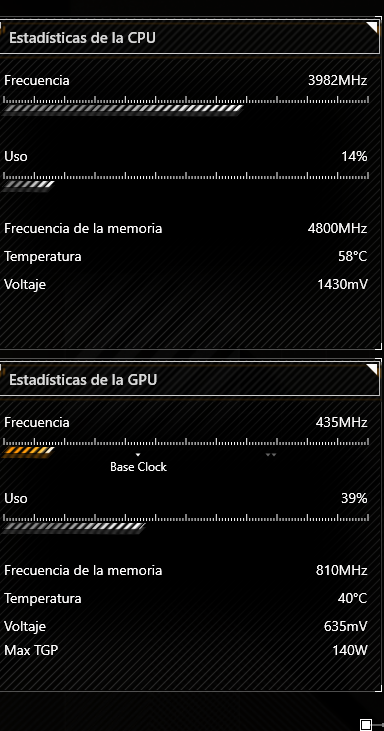 Estadísticas de la CPU
Frecuencia 3982MHz
Uso 14%
Frecuencia de la memoria 4800MHz
Temperatura 58°C
Voltaje 1430mV
Estadísticas de la GPU
Frecuencia 435MHz
Base Clock
Uso 39%
Frecuencia de la memoria 810MHz
Temperatura 40°C
Voltaje 635mV
Max TGP 140W